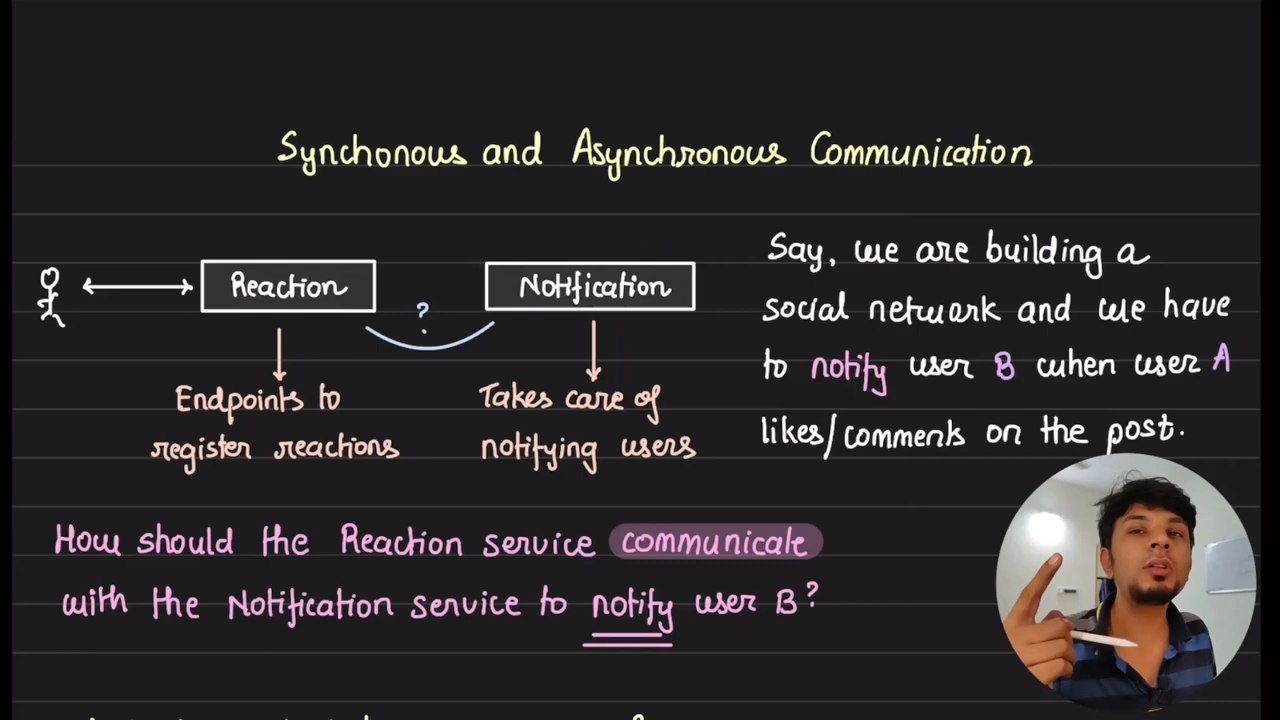 Synchonous and Asynchronous Communication
Reaction
?
Notification
Endpoints to
register reactions
Takes care of
notifying users
Say, we are building a
social network and we have
to notify user B when user A
likes/comments on the post.
How should the Reaction service communicate
with the Notification service to notify user B?